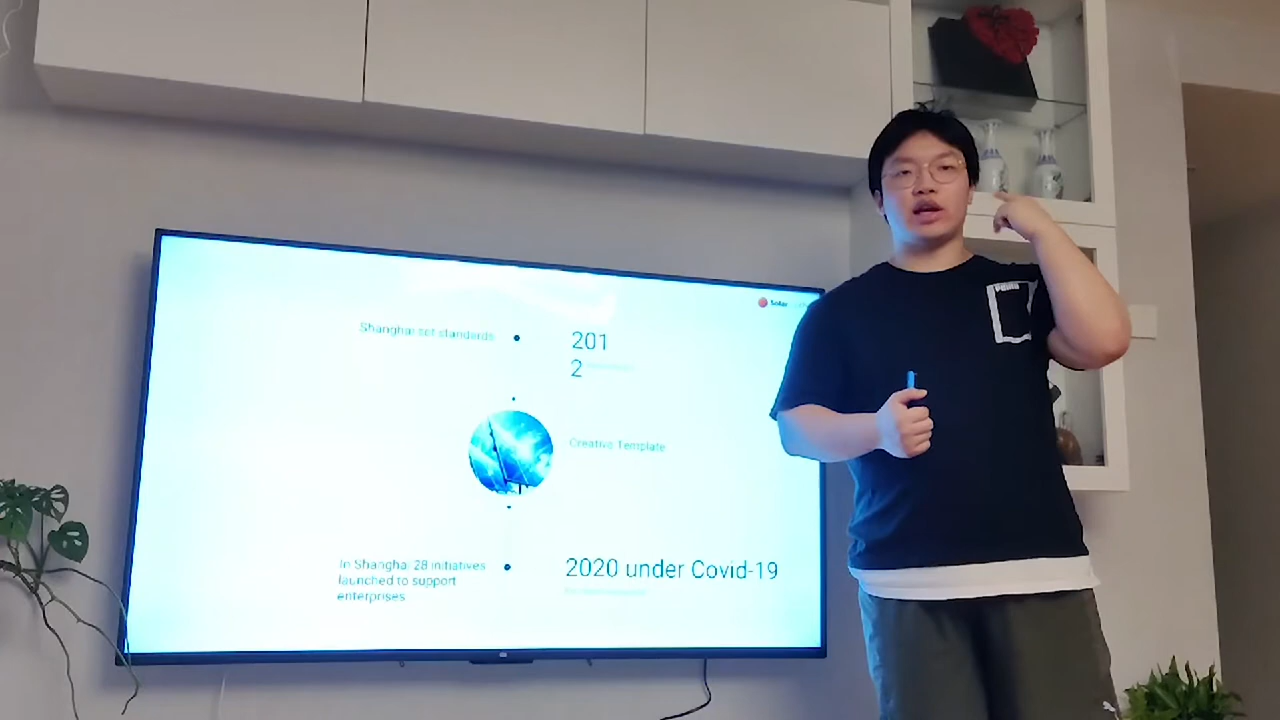 Solar
Shanghai set standards
201
2
Creative Template
In Shanghai 28 initiatives
launched to support
enterprises
2020 under Covid-19
PUMA